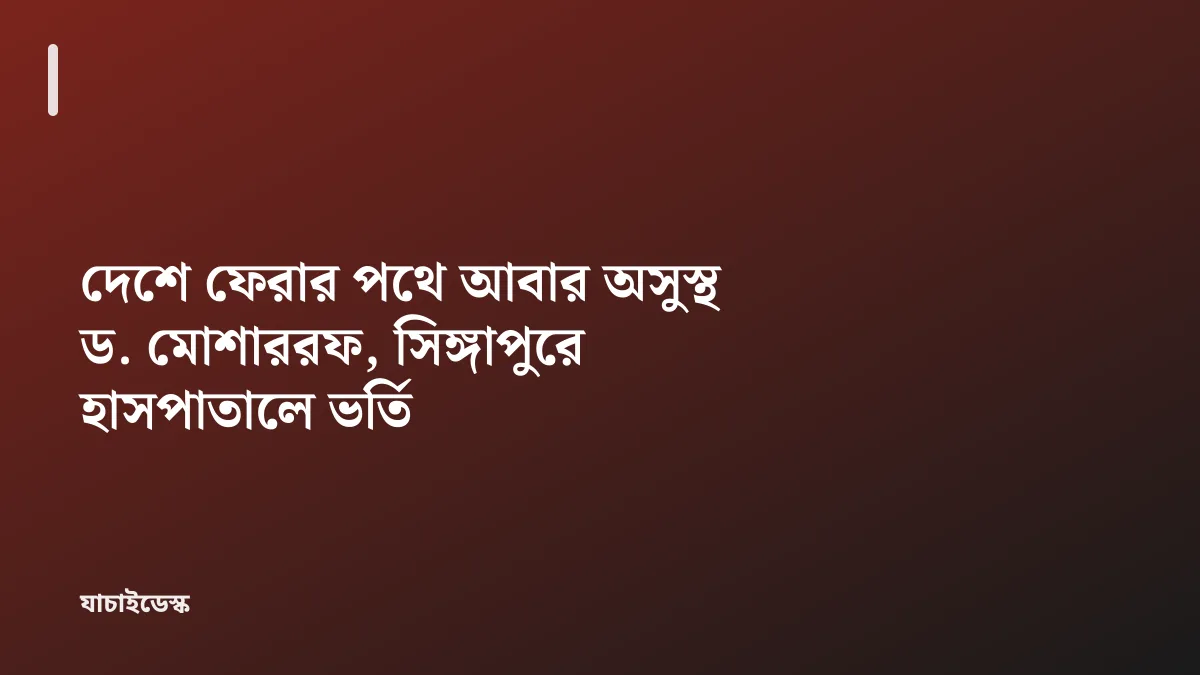 দেশে ফেরার পথে আবার অসুস্থ
ড. মোশাররফ, সিঙ্গাপুরে
হাসপাতালে ভর্তি
যাচাইডেস্ক